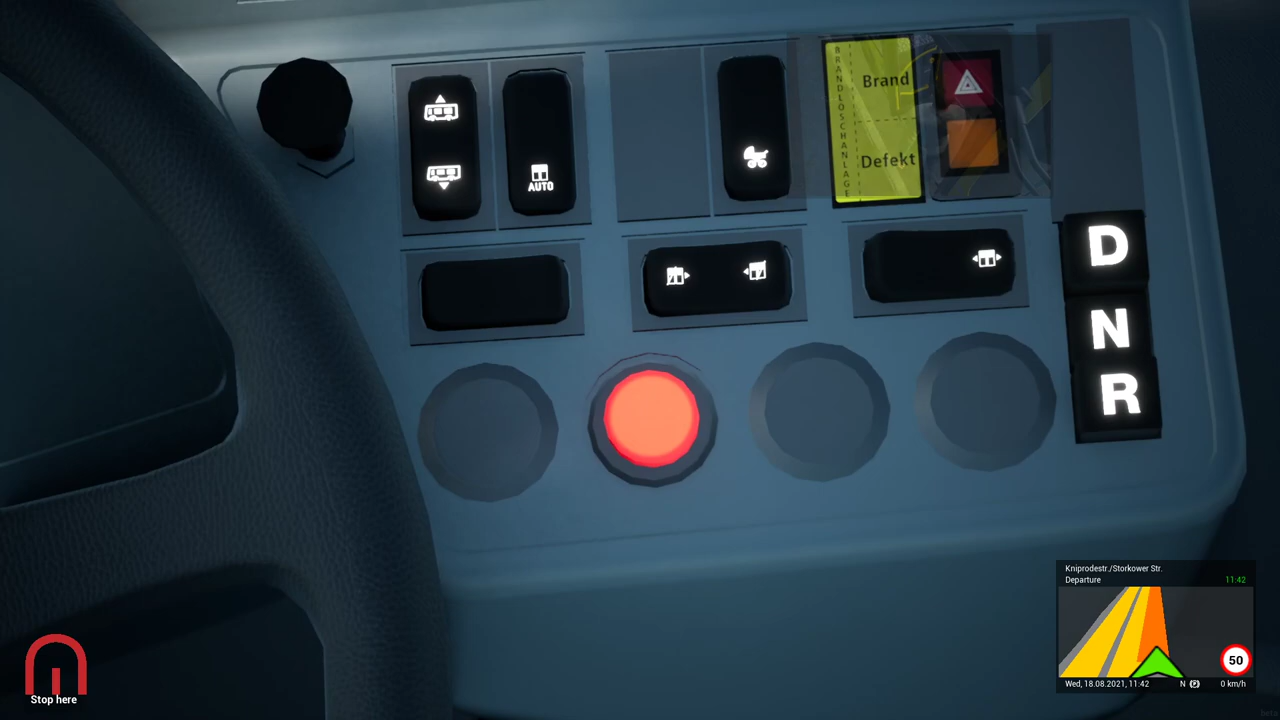 AUTO
BRANDLÖSCHANLAGE
Brand
Defekt
D
N
R
Kniprodestr./Storkower Str.
Departure 11:42
50
Wed, 18.08.2021, 11:42 N (P) 0 km/h
Stop here